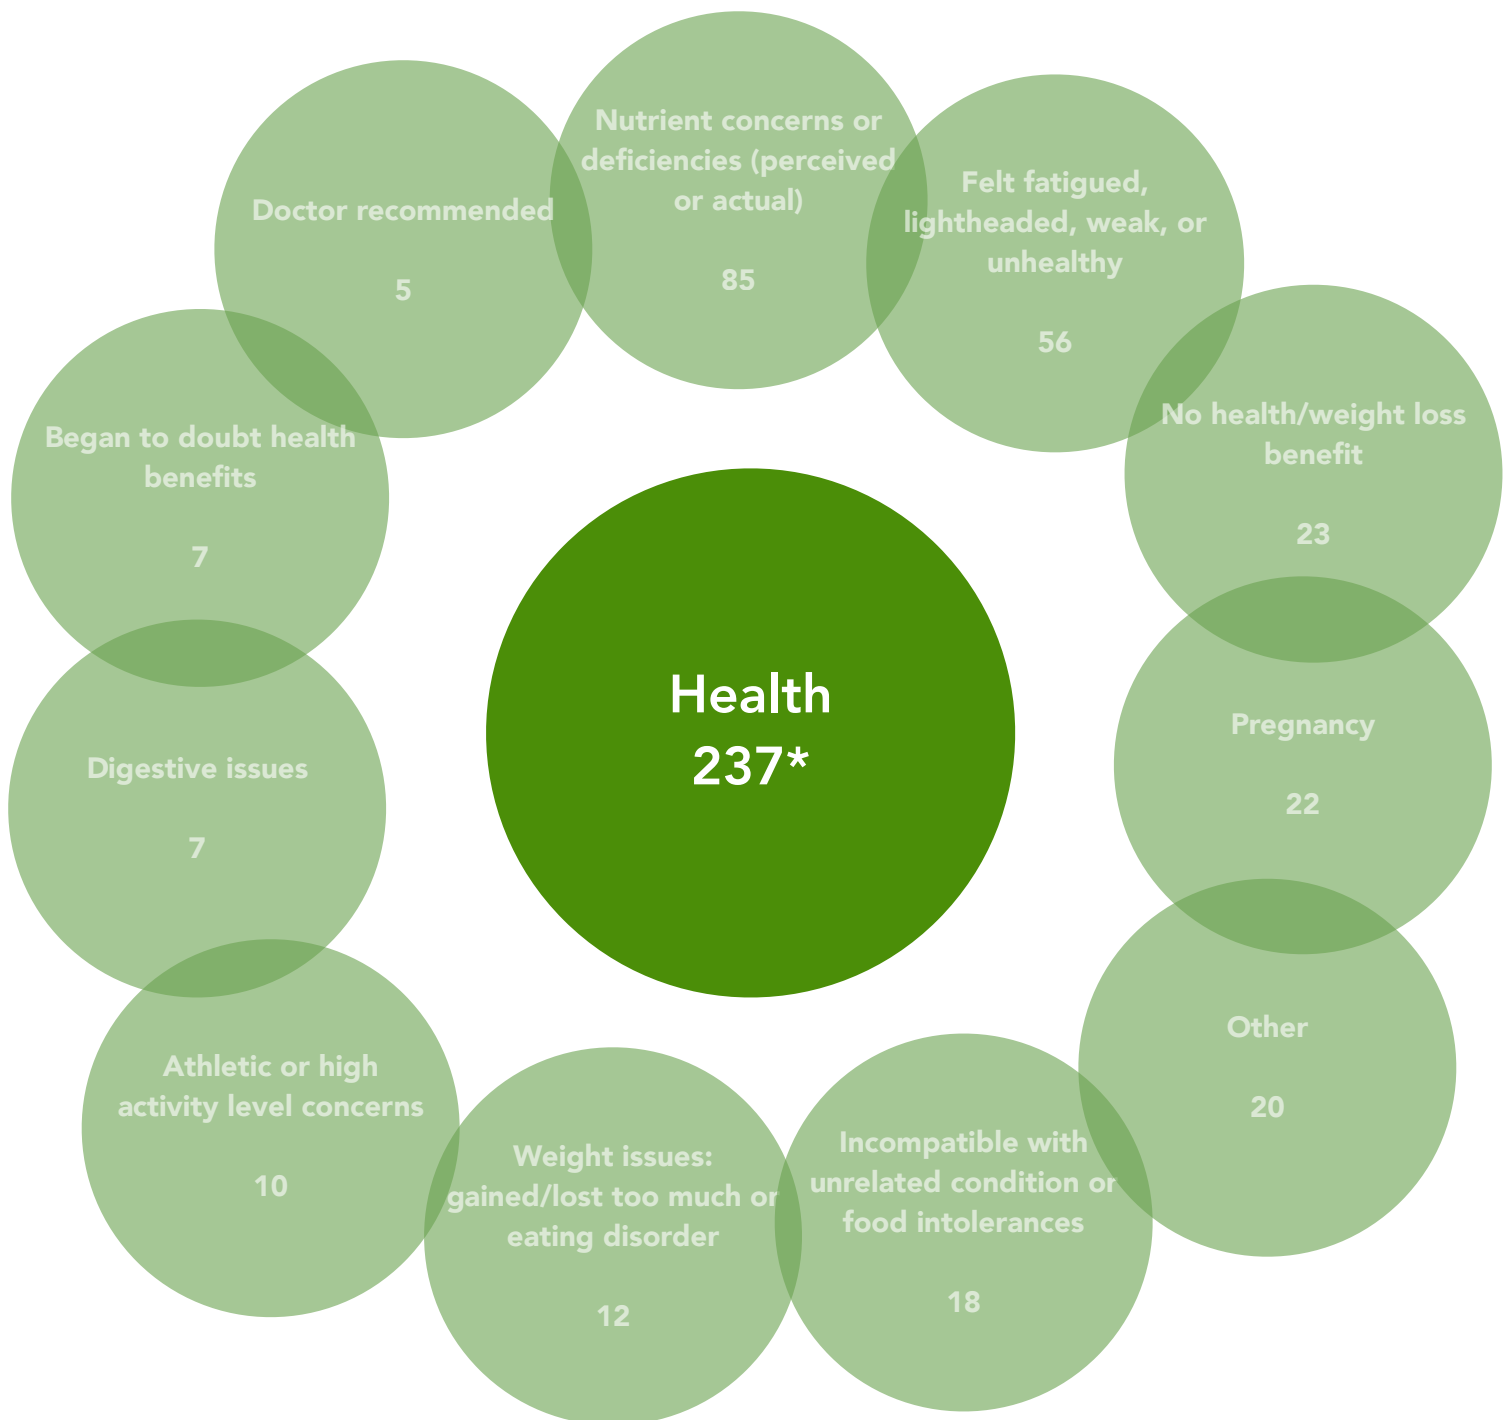 Nutrient concerns or
deficiencies (perceived
or actual)
85
Felt fatigued,
lightheaded, weak, or
unhealthy
56
No health/weight loss
benefit
23
Pregnancy
22
Other
20
Incompatible with
unrelated condition or
food intolerances
18
Weight issues:
gained/lost too much or
eating disorder
12
Athletic or high
activity level concerns
10
Digestive issues
7
Began to doubt health
benefits
7
Doctor recommended
5
Health
237*